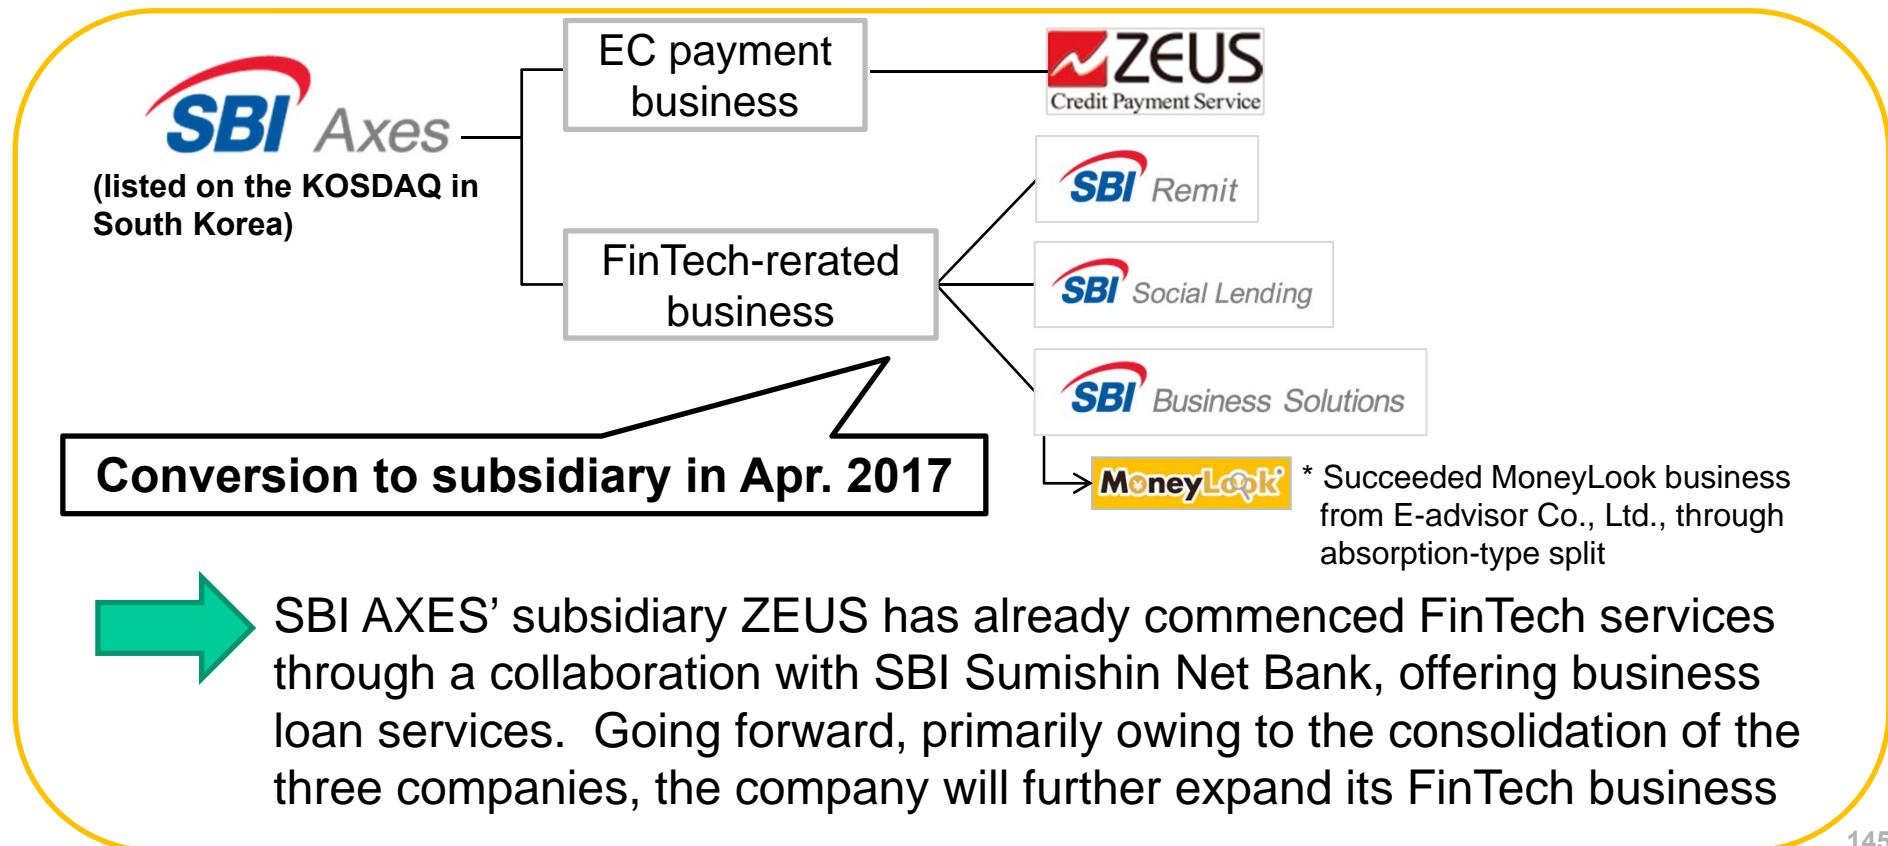 EC payment
business
ZEUS
Credit Payment Service
SBI Axes
(listed on the KOSDAQ in
South Korea)
SBI Remit
FinTech-rerated
business
SBI Social Lending
SBI Business Solutions
Conversion to subsidiary in Apr. 2017
MoneyLook
* Succeeded MoneyLook business
from E-advisor Co., Ltd., through
absorption-type split
SBI AXES’ subsidiary ZEUS has already commenced FinTech services
through a collaboration with SBI Sumishin Net Bank, offering business
loan services.  Going forward, primarily owing to the consolidation of the
three companies, the company will further expand its FinTech business
145